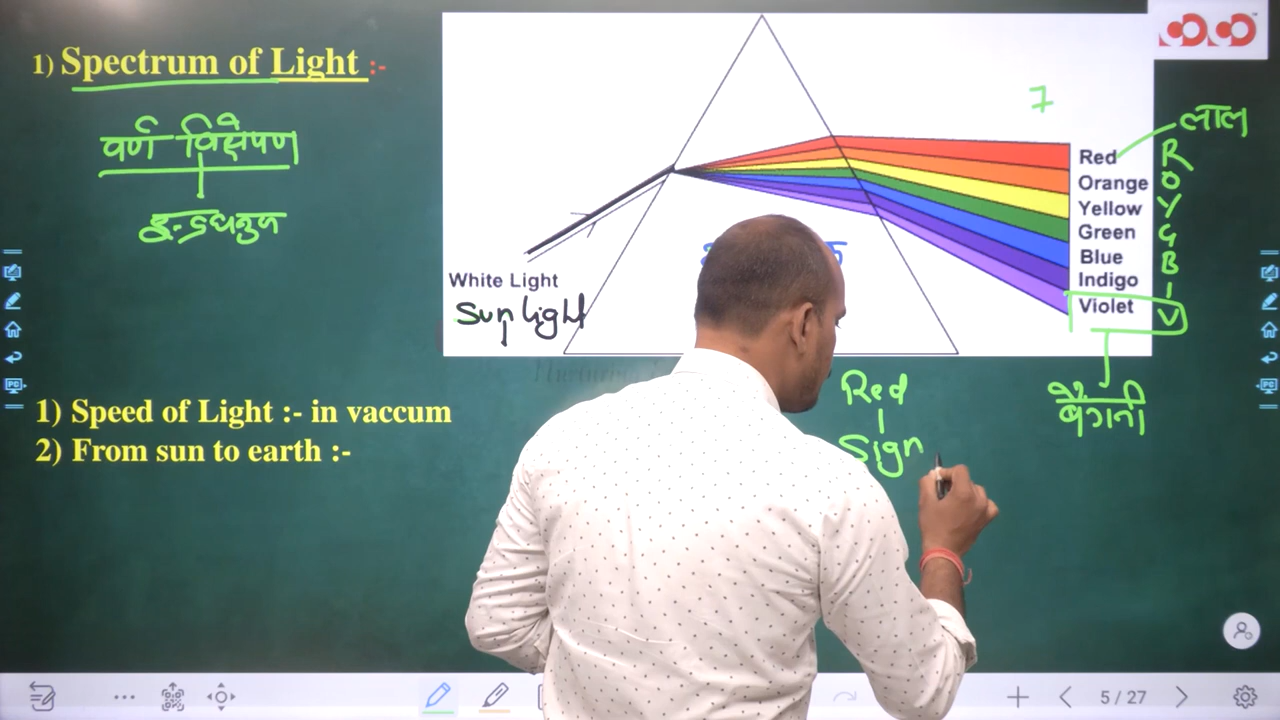 1) Spectrum of Light :-
वर्ण विक्षेपण
इन्द्रधनुष
7
लाल
Red
Orange
Yellow
Green
Blue
Indigo
Violet
R
O
Y
G
B
I
V
White Light
Sun light
बैंगनी
Red
Sign
1) Speed of Light :- in vaccum
2) From sun to earth :-
5 / 27